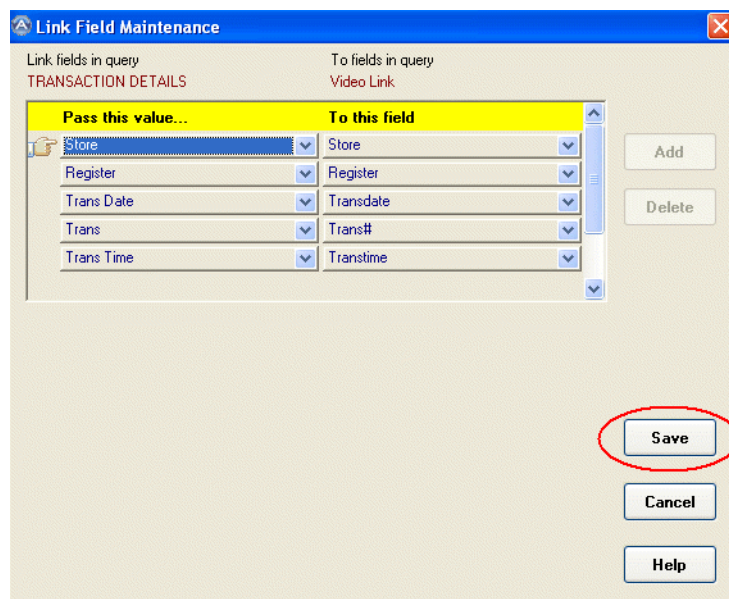 Link Field Maintenance
Link fields in query To fields in query
TRANSACTION DETAILS Video Link
Pass this value... To this field
Store Store
Add
Register Register
Trans Date Transdate
Delete
Trans Trans#
Trans Time Transtime
Save
Cancel
Help